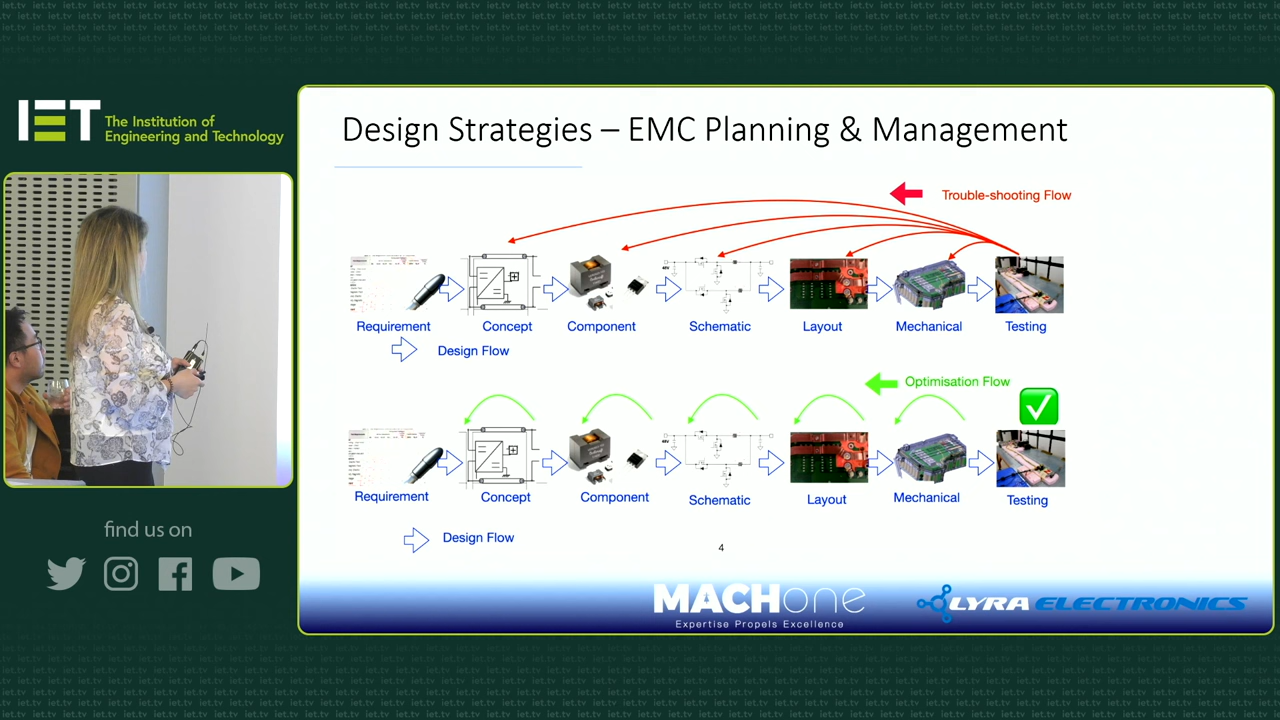 IET
The Institution of
Engineering and Technology
find us on
Design Strategies – EMC Planning & Management
Trouble-shooting Flow
48V
Requirement
Concept
Component
Schematic
Layout
Mechanical
Testing
Design Flow
Optimisation Flow
Requirement
Concept
Component
Schematic
Layout
Mechanical
Testing
Design Flow
4
MACHone
Expertise Propels Excellence
LYRA ELECTRONICS